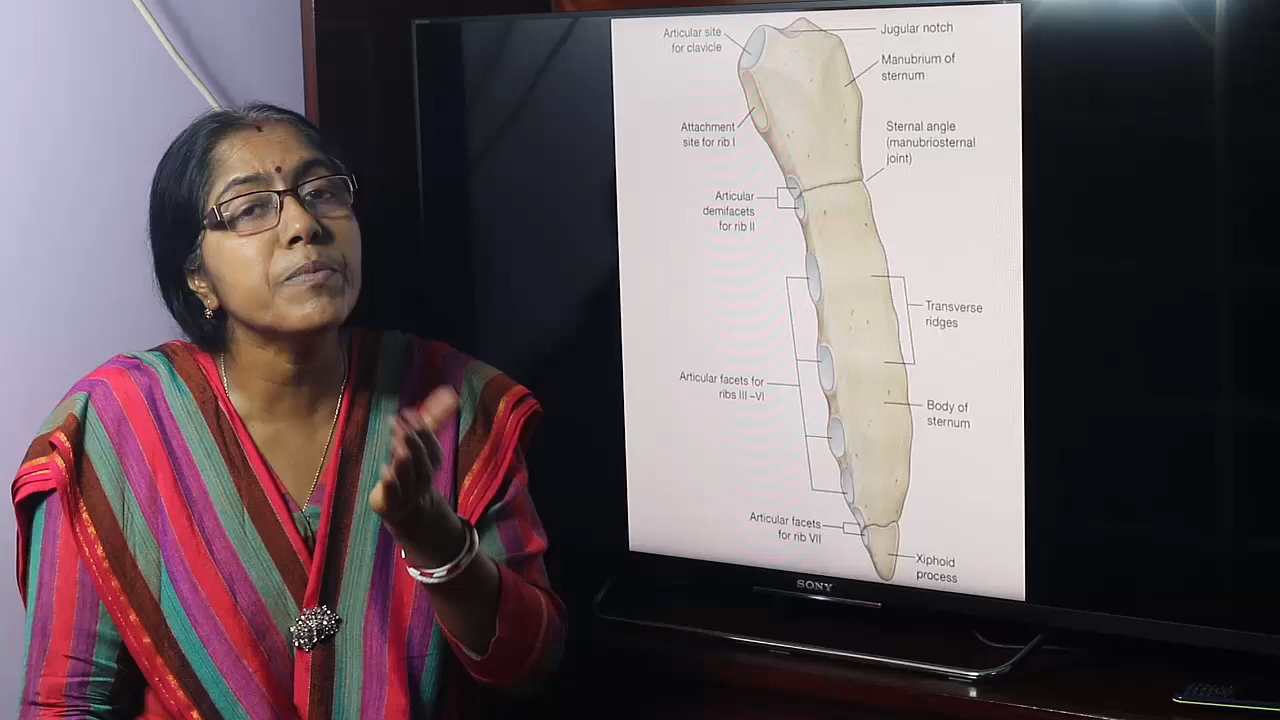 Articular site
for clavicle
Jugular notch
Manubrium of
sternum
Attachment
site for rib I
Sternal angle
(manubriosternal
joint)
Articular
demifacets
for rib II
Transverse
ridges
Articular facets for
ribs III –VI
Body of
sternum
Articular facets
for rib VII
Xiphoid
process
SONY